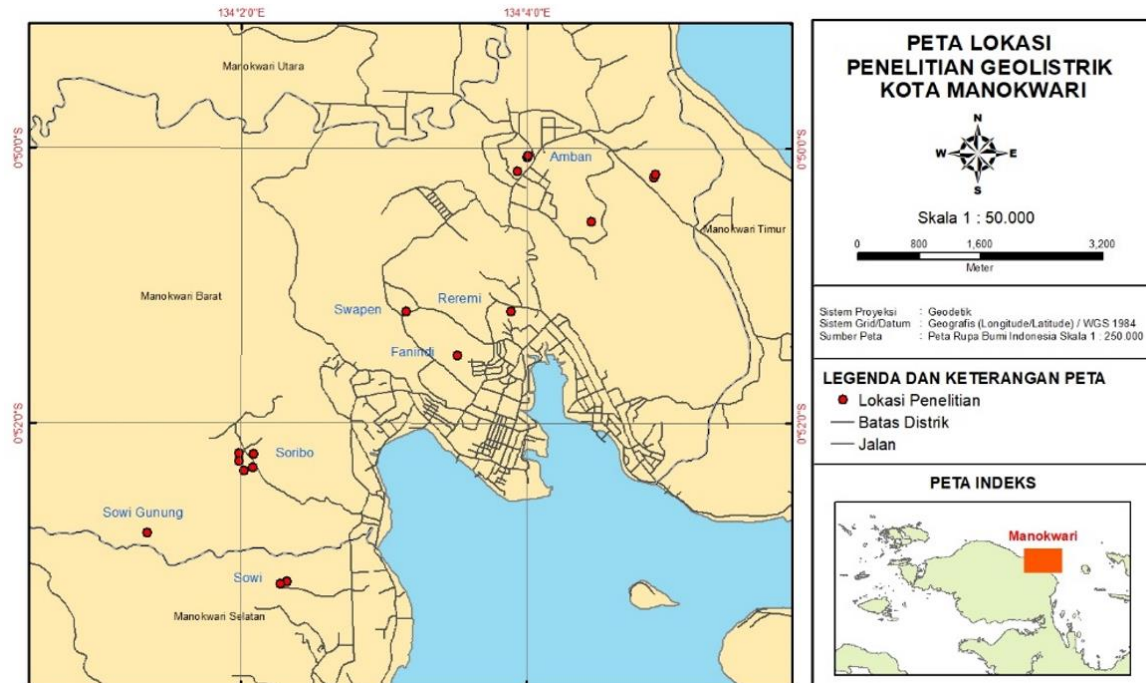 134°2'0"E
134°4'0"E
Manokwari Utara
0°50'0"S
Amban
0°50'0"S
Manokwari Timur
Manokwari Barat
Swapen
Reremi
Fanindi
0°52'0"S
0°52'0"S
Soribo
Sowi Gunung
Sowi
Manokwari Selatan
PETA LOKASI
PENELITIAN GEOLISTRIK
KOTA MANOKWARI
N
W
E
S
Skala 1 : 50.000
0 800 1,600 3,200
Meter
Sistem Proyeksi : Geodetik
Sistem Grid/Datum : Geografis (Longitude/Latitude) / WGS 1984
Sumber Peta : Peta Rupa Bumi Indonesia Skala 1 : 250.000
LEGENDA DAN KETERANGAN PETA
Lokasi Penelitian
Batas Distrik
Jalan
PETA INDEKS
Manokwari